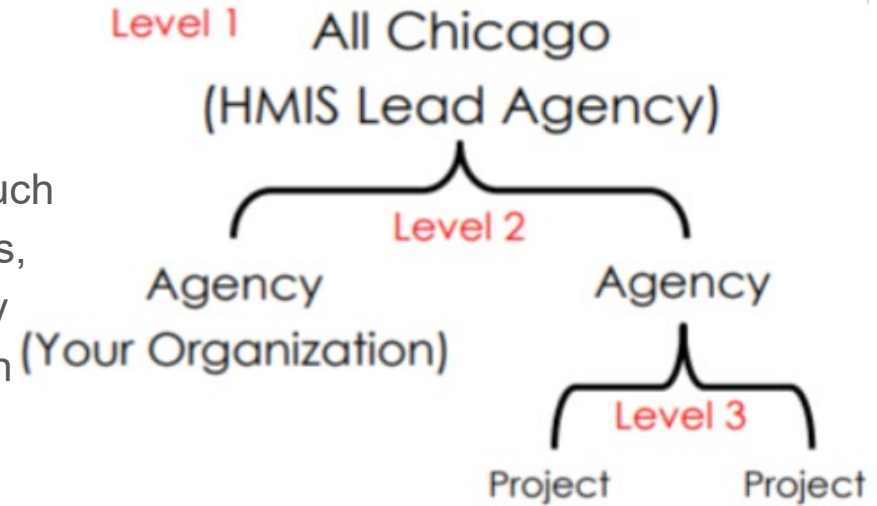 Level 1 All Chicago
(HMIS Lead Agency)
Level 2
Agency Agency
(Your Organization)
Level 3
Project Project